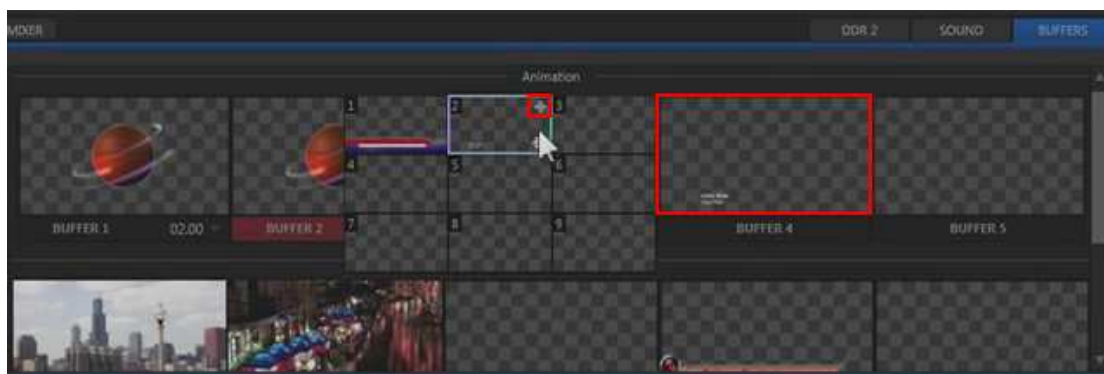 MIXER
DDR 2
SOUND
BUFFERS
Animation
1
2
3
4
5
6
7
8
9
BUFFER 1
02.00
BUFFER 2
BUFFER 4
BUFFER 5